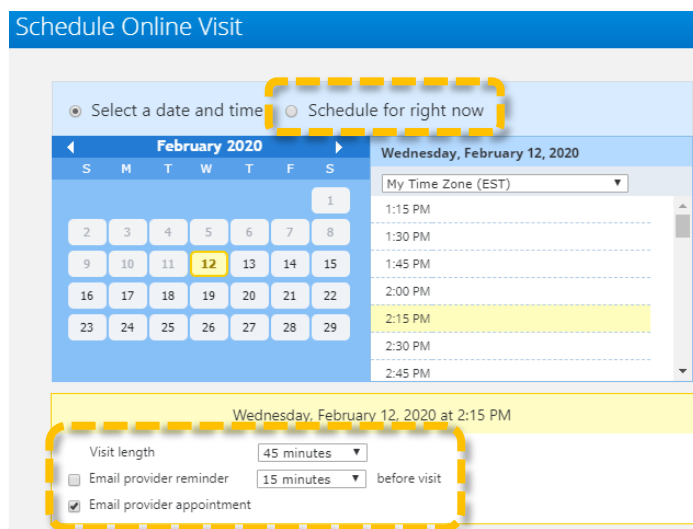 Schedule Online Visit
Select a date and time Schedule for right now
February 2020
S M T W T F S
1
2 3 4 5 6 7 8
9 10 11 12 13 14 15
16 17 18 19 20 21 22
23 24 25 26 27 28 29
Wednesday, February 12, 2020
My Time Zone (EST)
1:15 PM
1:30 PM
1:45 PM
2:00 PM
2:15 PM
2:30 PM
2:45 PM
Wednesday, February 12, 2020 at 2:15 PM
Visit length 45 minutes
Email provider reminder 15 minutes before visit
Email provider appointment